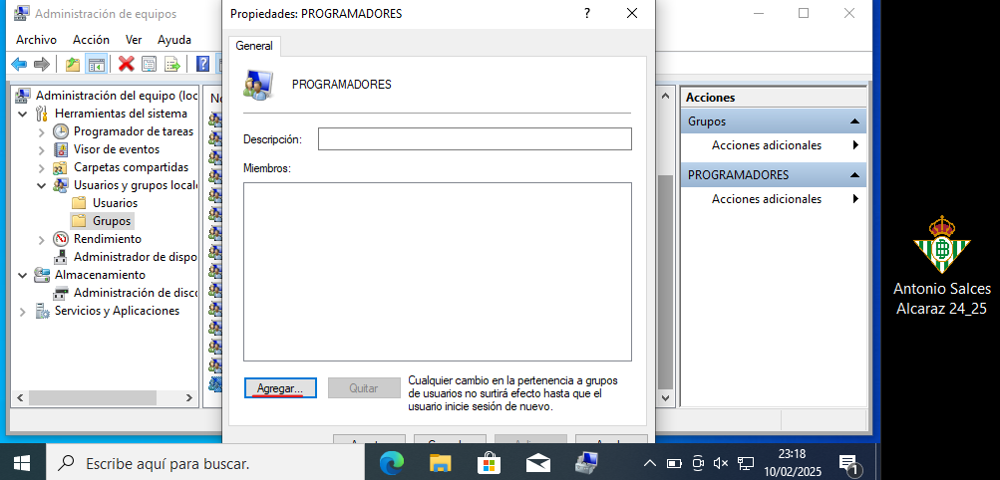 Administración de equipos
Archivo Acción Ver Ayuda
Administración del equipo (loc
Herramientas del sistema
Programador de tareas
Visor de eventos
Carpetas compartidas
Usuarios y grupos locale
Usuarios
Grupos
Rendimiento
Administrador de dispo
Almacenamiento
Administración de disco
Servicios y Aplicaciones
Propiedades: PROGRAMADORES
General
PROGRAMADORES
Descripción:
Miembros:
Agregar...
Quitar
Cualquier cambio en la pertenencia a grupos
de usuarios no surtirá efecto hasta que el
usuario inicie sesión de nuevo.
Acciones
Grupos
Acciones adicionales
PROGRAMADORES
Acciones adicionales
Antonio Salces
Alcaraz 24_25
Escribe aquí para buscar.
23:18
10/02/2025
1